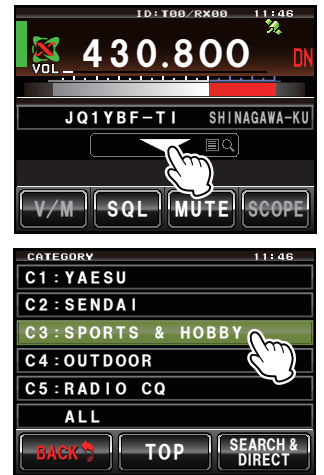 ID:T00/RX00 11:46
VOL 430.800 DN
JQ1YBF-TI SHINAGAWA-KU
V/M SQL MUTE SCOPE
CATEGORY 11:46
C1:YAESU
C2:SENDAI
C3:SPORTS & HOBBY
C4:OUTDOOR
C5:RADIO CQ
ALL
BACK TOP SEARCH & DIRECT